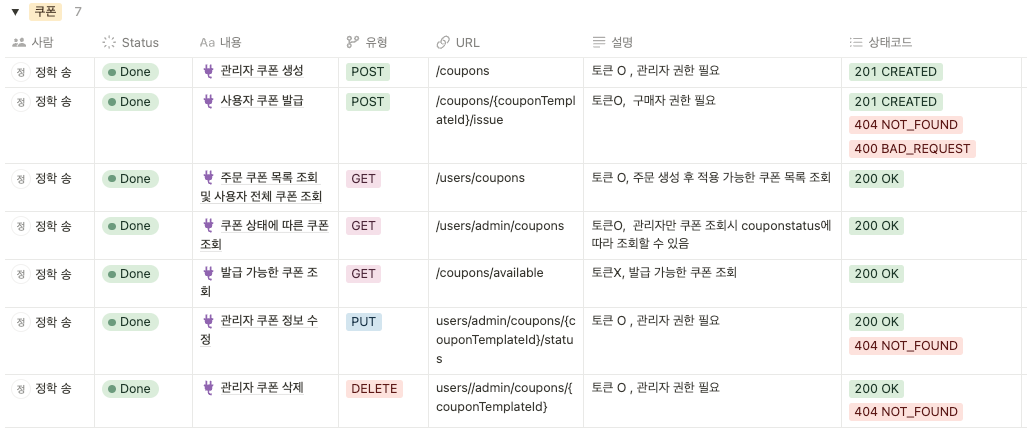 ▼ 쿠폰 7
사람 Status Aa 내용 유형 URL 설명 상태코드
정 정학 송 Done 관리자 쿠폰 생성 POST /coupons 토큰 O , 관리자 권한 필요 201 CREATED
정 정학 송 Done 사용자 쿠폰 발급 POST /coupons/{couponTempl 토큰O, 구매자 권한 필요 201 CREATED
ateId}/issue 404 NOT_FOUND
400 BAD_REQUEST
정 정학 송 Done 주문 쿠폰 목록 조회 GET /users/coupons 토큰 O, 주문 생성 후 적용 가능한 쿠폰 목록 조회 200 OK
및 사용자 전체 쿠폰 조회
정 정학 송 Done 쿠폰 상태에 따른 쿠폰 GET /users/admin/coupons 토큰O, 관리자만 쿠폰 조회시 couponstatus에 200 OK
조회 따라 조회할 수 있음
정 정학 송 Done 발급 가능한 쿠폰 조 GET /coupons/available 토큰X, 발급 가능한 쿠폰 조회 200 OK
회
정 정학 송 Done 관리자 쿠폰 정보 수 PUT users/admin/coupons/{c 토큰 O , 관리자 권한 필요 200 OK
정 ouponTemplateId}/statu 404 NOT_FOUND
s
정 정학 송 Done 관리자 쿠폰 삭제 DELETE users//admin/coupons/{ 토큰 O , 관리자 권한 필요 200 OK
couponTemplateId} 404 NOT_FOUND